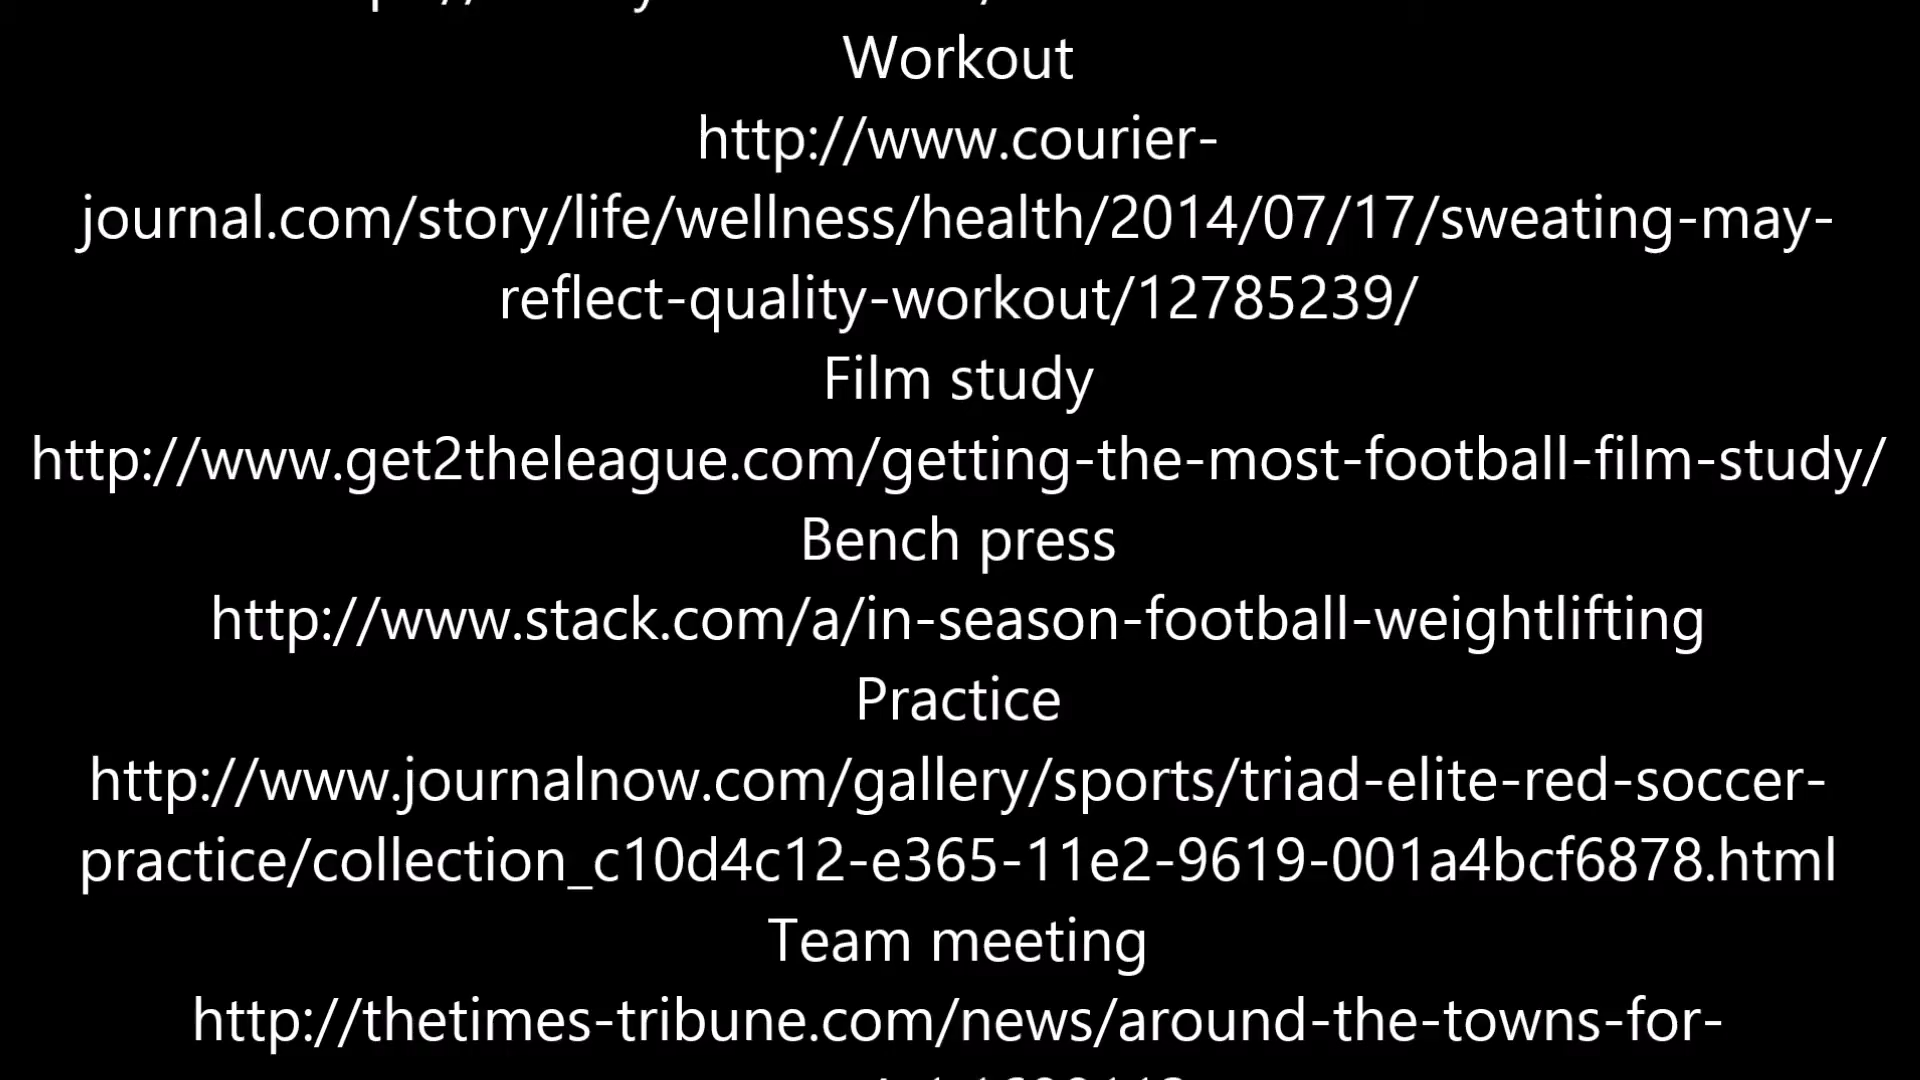 Workout
http://www.courier-
journal.com/story/life/wellness/health/2014/07/17/sweating-may-
reflect-quality-workout/12785239/
Film study
http://www.get2theleague.com/getting-the-most-football-film-study/
Bench press
http://www.stack.com/a/in-season-football-weightlifting
Practice
http://www.journalnow.com/gallery/sports/triad-elite-red-soccer-
practice/collection_c10d4c12-e365-11e2-9619-001a4bcf6878.html
Team meeting
http://thetimes-tribune.com/news/around-the-towns-for-